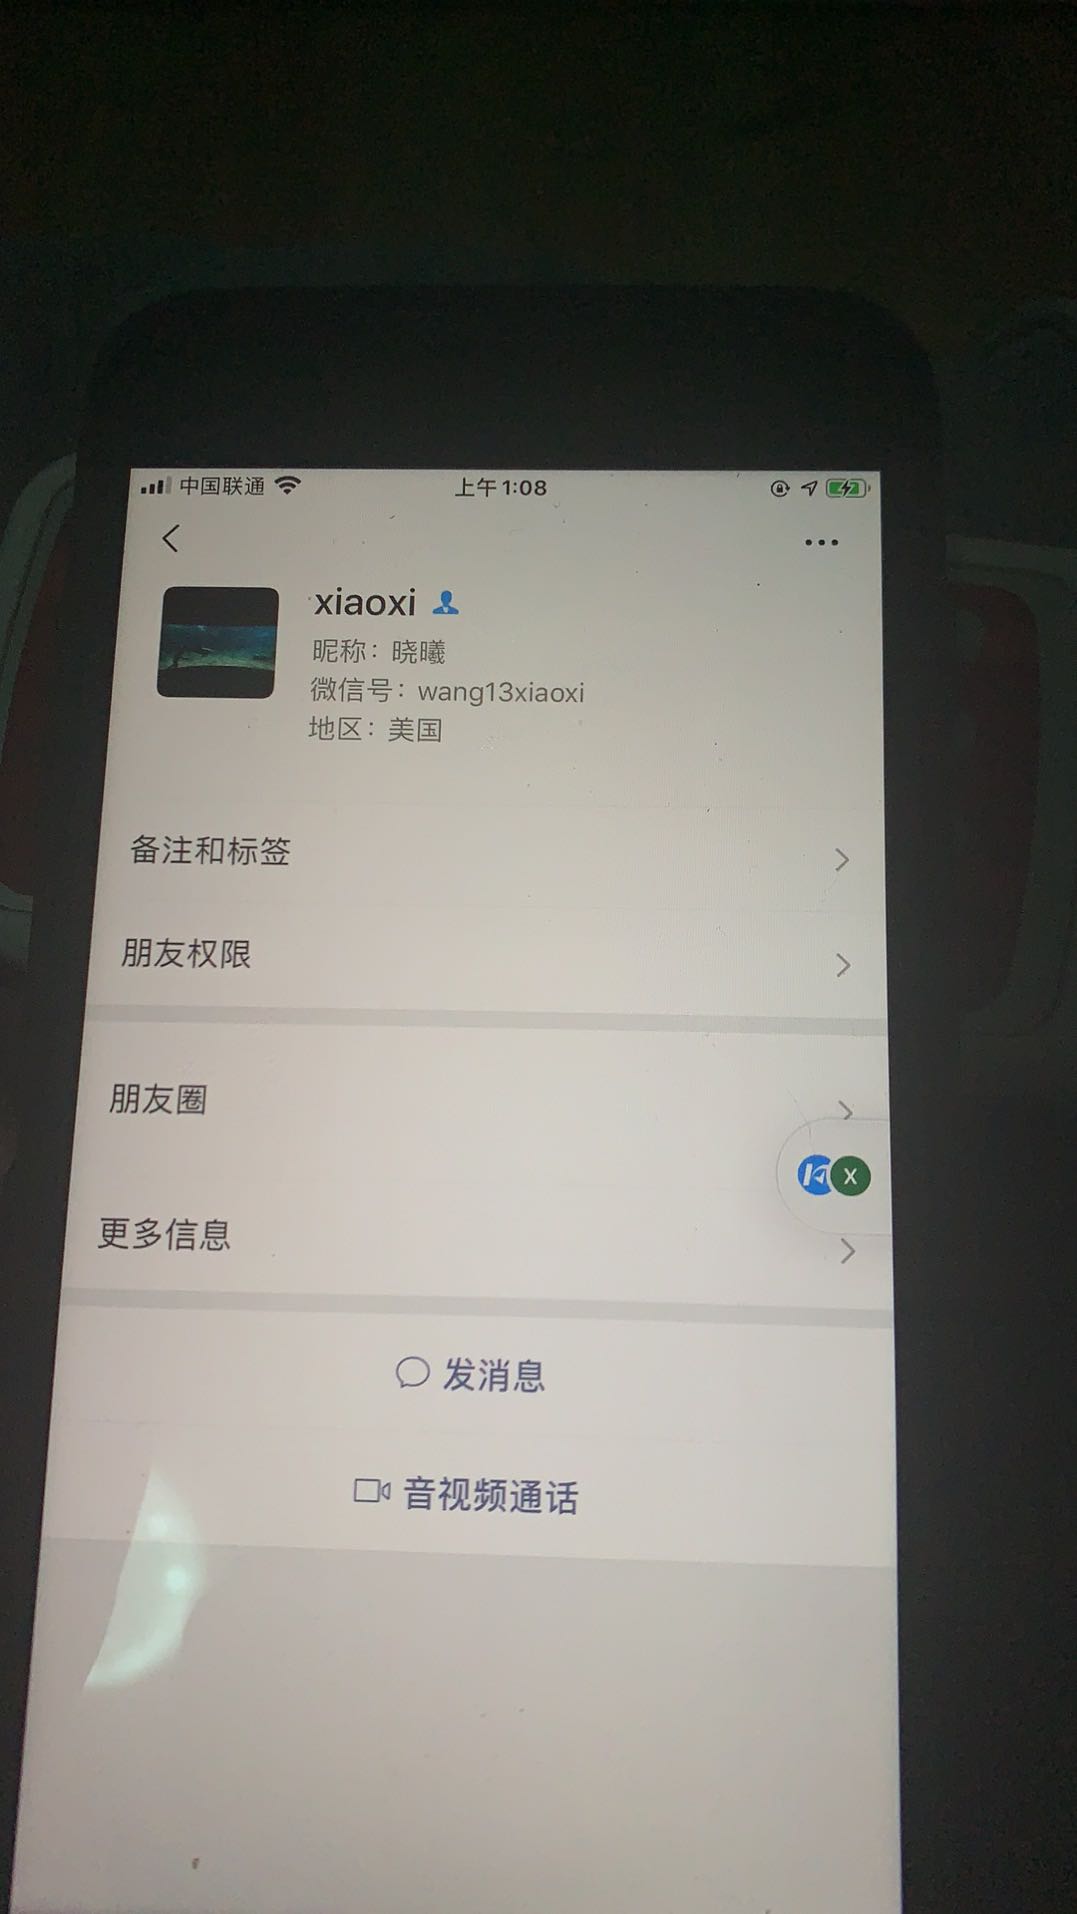 中国联通 上午1:08
xiaoxi
昵称：晓曦
微信号：wang13xiaoxi
地区：美国
备注和标签
朋友权限
朋友圈
X
更多信息
发消息
音视频通话